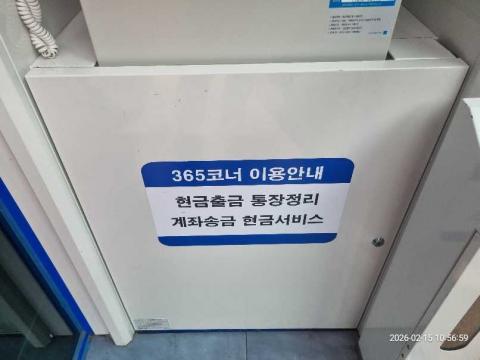 365코너 이용안내
현금출금 통장정리
계좌송금 현금서비스
2026-02-15 10:56:59